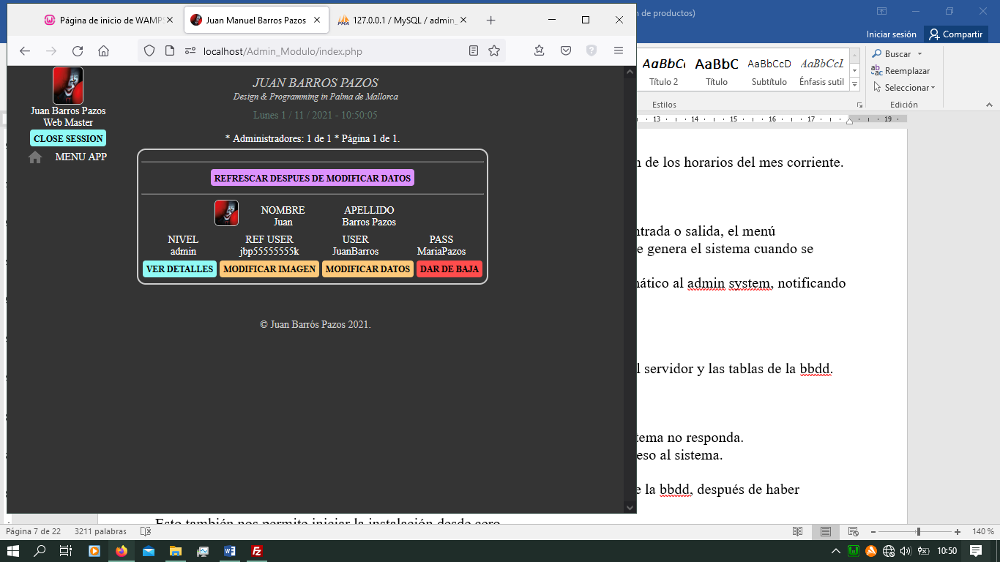 Página de inicio de WAMPS
Juan Manuel Barros Pazos
127.0.0.1 / MySQL / admin_
n de productos)
Iniciar sesión
Compartir
localhost/Admin_Modulo/index.php
AaBbCc
AaBbC
AaBbCcD
AaBbCcL
Título 2
Título
Subtítulo
Énfasis sutil
Estilos
Buscar
Reemplazar
Seleccionar
Edición
13 14 15 16 17 19
Juan Barros Pazos
Web Master
CLOSE SESSION
MENU APP
JUAN BARROS PAZOS
Design & Programming in Palma de Mallorca
Lunes 1 / 11 / 2021 - 10:50:05
* Administradores: 1 de 1 * Página 1 de 1.
REFRESCAR DESPUES DE MODIFICAR DATOS
NOMBRE APELLIDO
Juan Barros Pazos
NIVEL REF USER USER PASS
admin jbp55555555k JuanBarros MariaPazos
VER DETALLES MODIFICAR IMAGEN MODIFICAR DATOS DAR DE BAJA
© Juan Barrós Pazos 2021.
n de los horarios del mes corriente.
ntrada o salida, el menú
e genera el sistema cuando se
mático al admin system, notificando
l servidor y las tablas de la bbdd.
tema no responda.
eso al sistema.
e la bbdd, después de haber
Esto también nos permite iniciar la instalación desde cero
Página 7 de 22 3211 palabras
140 %
10:50